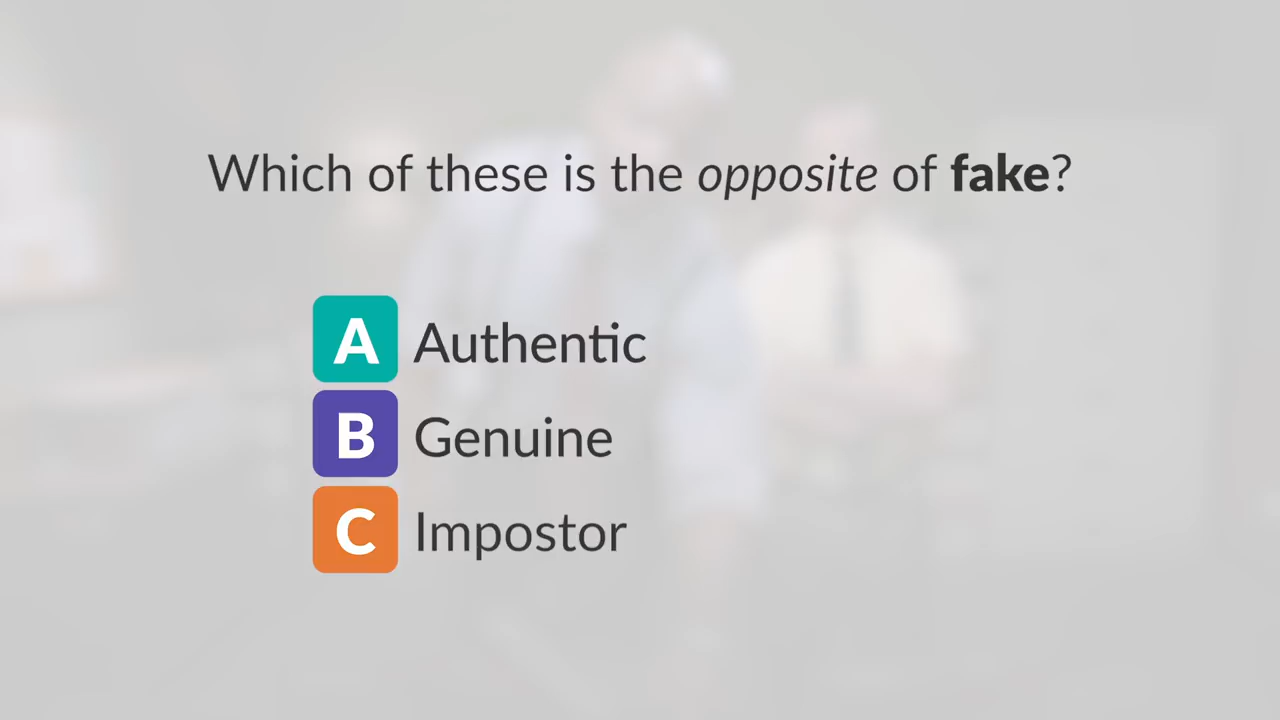 Which of these is the opposite of fake?
A Authentic
B Genuine
C Impostor